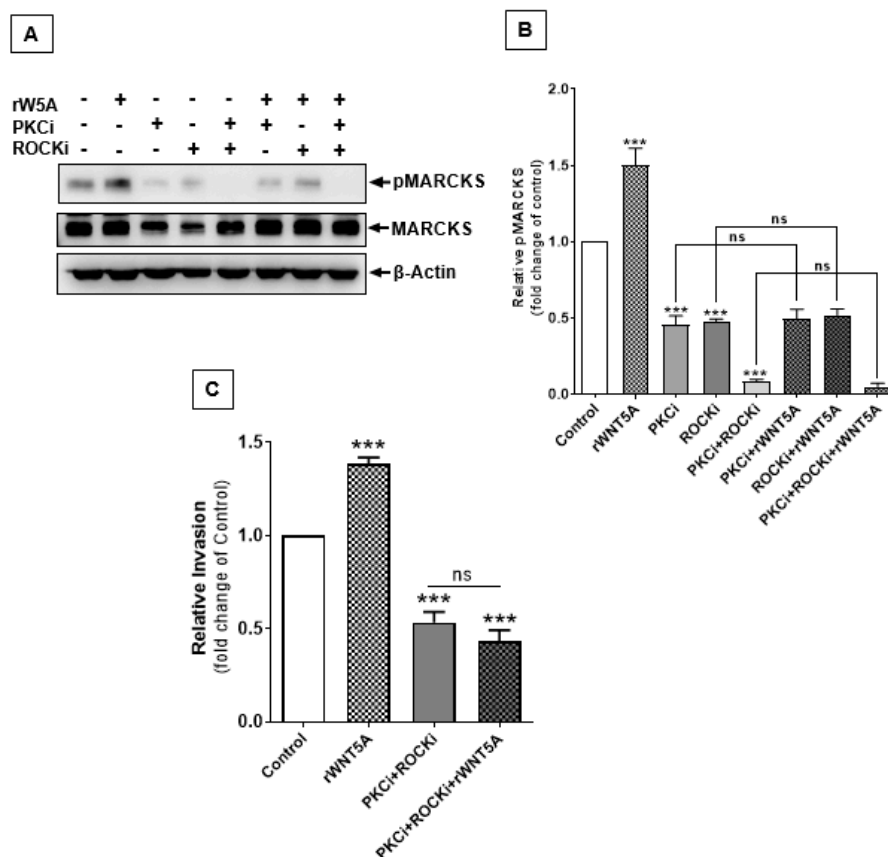 A
rW5A - + - - - + + +
PKCi - - + - + + - +
ROCKi - - - + + - + +
pMARCKS
MARCKS
β-Actin
B
Relative pMARCKS
(fold change of control)
2.0
1.5
1.0
0.5
0.0
***
***
***
***
ns
ns
ns
Control
rWNT5A
PKCi
ROCKi
PKCi+ROCKi
PKCi+rWNT5A
ROCKi+rWNT5A
PKCi+ROCKi+rWNT5A
C
Relative Invasion
(fold change of Control)
1.5
1.0
0.5
0.0
***
***
ns
***
Control
rWNT5A
PKCi+ROCKi
PKCi+ROCKi+rWNT5A